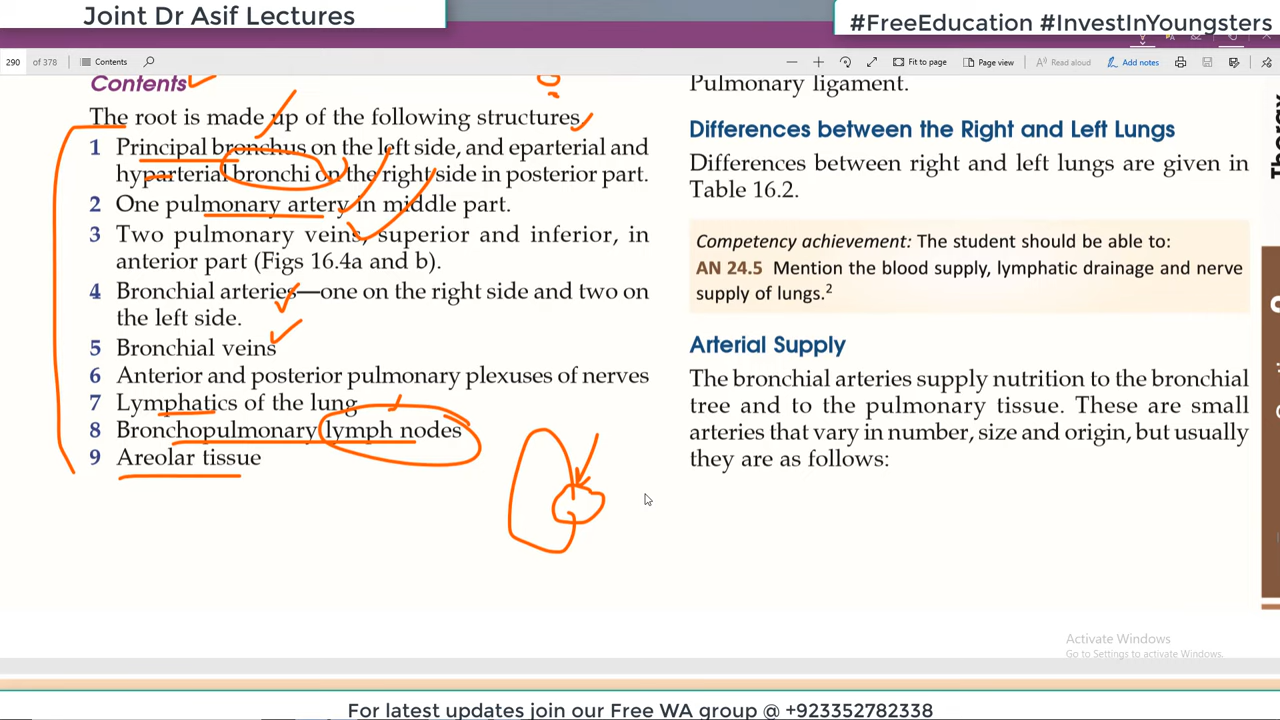 Joint Dr Asif Lectures
#FreeEducation #InvestInYoungsters
290 of 378 Contents Fit to page Page view Read aloud Add notes
Contents
The root is made up of the following structures
1 Principal bronchus on the left side, and eparterial and
hyparterial bronchi on the right side in posterior part.
2 One pulmonary artery in middle part.
3 Two pulmonary veins, superior and inferior, in
anterior part (Figs 16.4a and b).
4 Bronchial arteries—one on the right side and two on
the left side.
5 Bronchial veins
6 Anterior and posterior pulmonary plexuses of nerves
7 Lymphatics of the lung
8 Bronchopulmonary lymph nodes
9 Areolar tissue
Pulmonary ligament.
Differences between the Right and Left Lungs
Differences between right and left lungs are given in
Table 16.2.
Competency achievement: The student should be able to:
AN 24.5 Mention the blood supply, lymphatic drainage and nerve
supply of lungs.2
Arterial Supply
The bronchial arteries supply nutrition to the bronchial
tree and to the pulmonary tissue. These are small
arteries that vary in number, size and origin, but usually
they are as follows:
Activate Windows
Go to Settings to activate Windows.
For latest updates join our Free WA group @ +923352782338